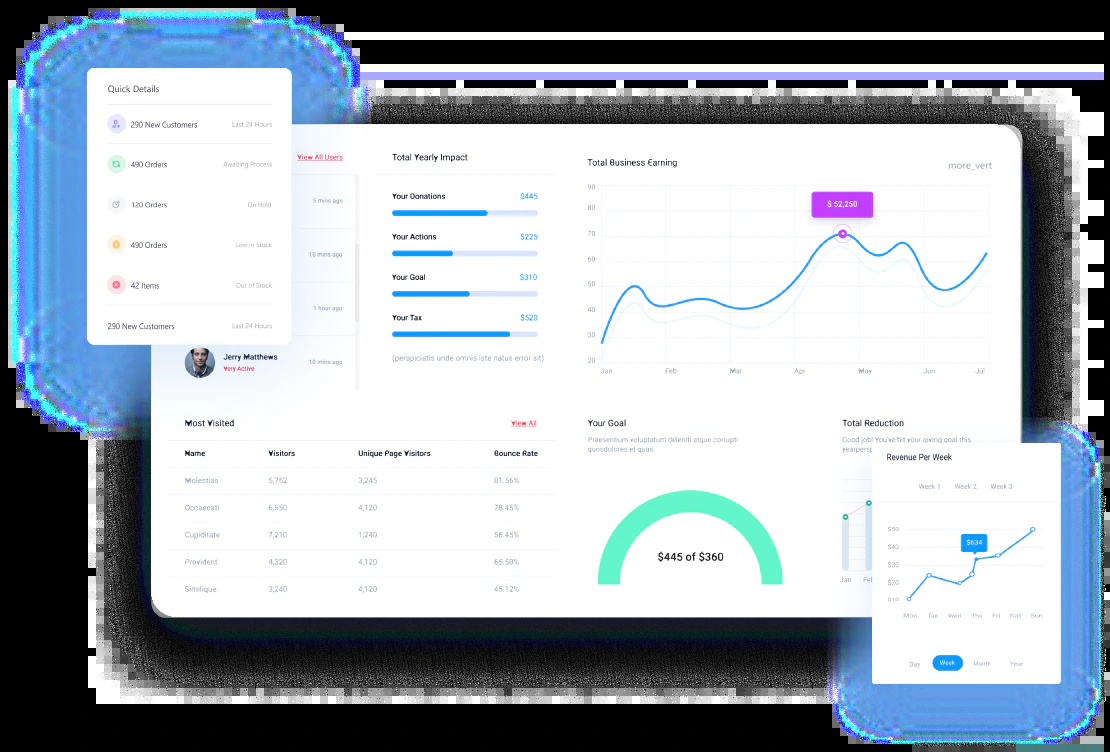 Quick Details
290 New Customers Last 24 Hours
490 Orders Awaiting Process
120 Orders On Hold
490 Orders Low in Stock
42 Items Out of Stock
290 New Customers Last 24 Hours
View All Users
5 mins ago
10 mins ago
1 hour ago
Jerry Matthews
Very Active
10 mins ago
Total Yearly Impact
Your Donations $445
Your Actions $225
Your Goal $310
Your Tax $520
(perspiciatis unde omnis iste natus error sit)
Total Business Earning
more_vert
$ 52,250
90
80
70
60
50
40
30
20
Jan Feb Mar Apr May Jun Jul
Most Visited View All
Name Visitors Unique Page Visitors Bounce Rate
Molestias 5,752 3,245 81.56%
Occaecati 6,550 4,120 78.45%
Cupiditate 7,210 1,240 56.45%
Provident 4,320 4,120 65.50%
Similique 3,240 4,120 45.12%
Your Goal
Praesentium voluptatum deleniti atque corrupti
quosdolores et quas
$445 of $360
Total Reduction
Good job! You've hit your giving goal this
yearpersp
Jan Feb
Revenue Per Week
Week 1 Week 2 Week 3
$634
$50
$40
$30
$20
$10
Mon Tue Wed Thu Fri Sat Sun
Day Week Month Year